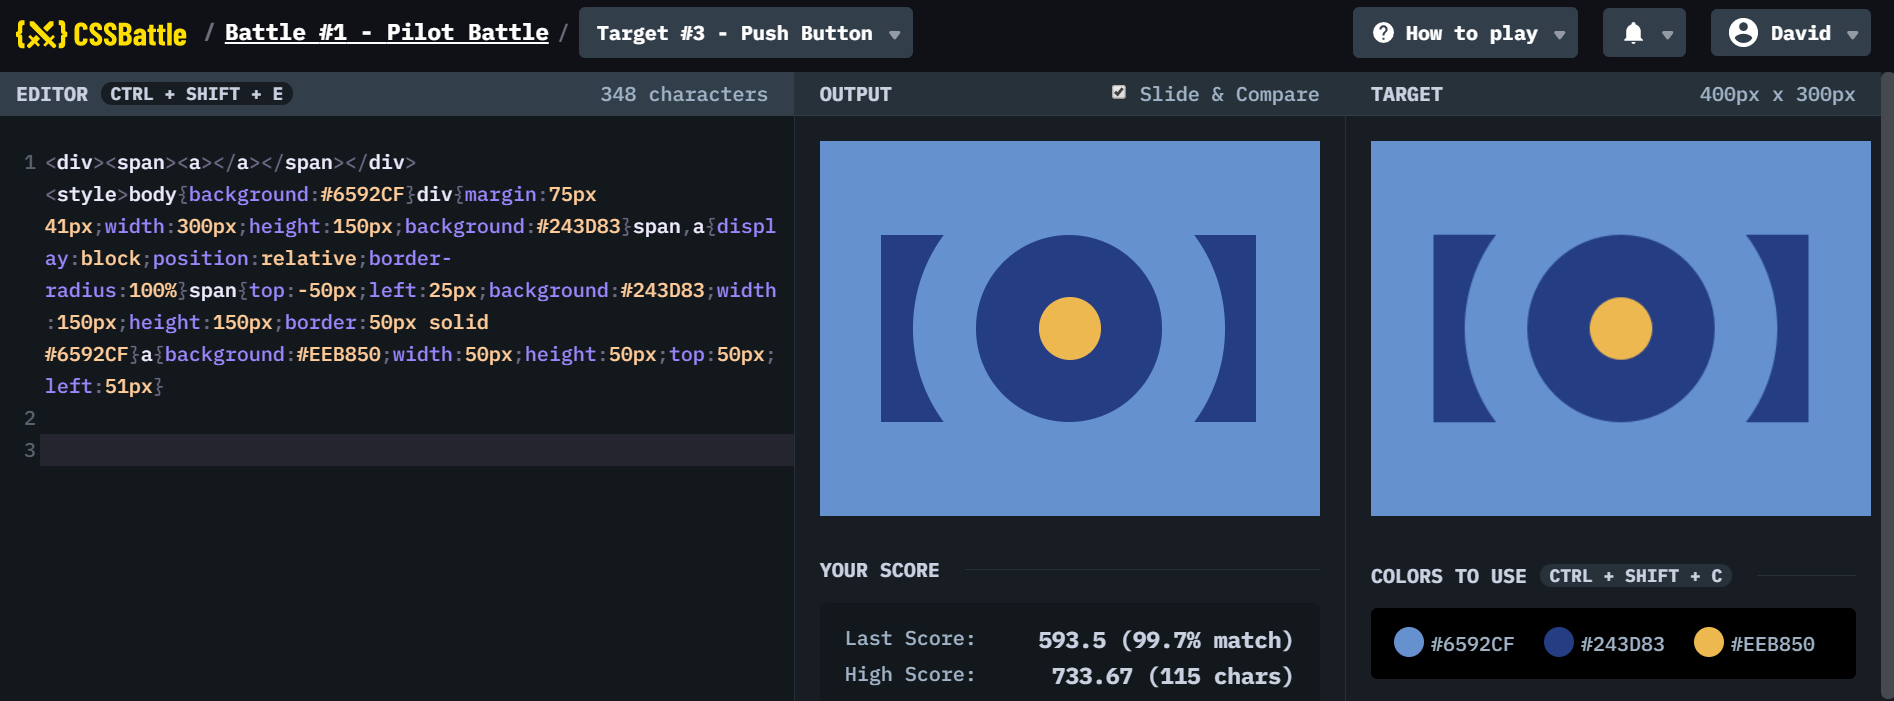 CSSBattle / Battle #1 - Pilot Battle / Target #3 - Push Button How to play David
EDITOR CTRL + SHIFT + E 348 characters OUTPUT Slide & Compare TARGET 400px x 300px
1 <div><span><a></a></span></div>
<style>body{background:#6592CF}div{margin:75px
41px;width:300px;height:150px;background:#243D83}span,a{displ
ay:block;position:relative;border-
radius:100%}span{top:-50px;left:25px;background:#243D83;width
:150px;height:150px;border:50px solid
#6592CF}a{background:#EEB850;width:50px;height:50px;top:50px;
left:51px}
2
3
YOUR SCORE
Last Score: 593.5 (99.7% match)
High Score: 733.67 (115 chars)
COLORS TO USE CTRL + SHIFT + C
#6592CF #243D83 #EEB850